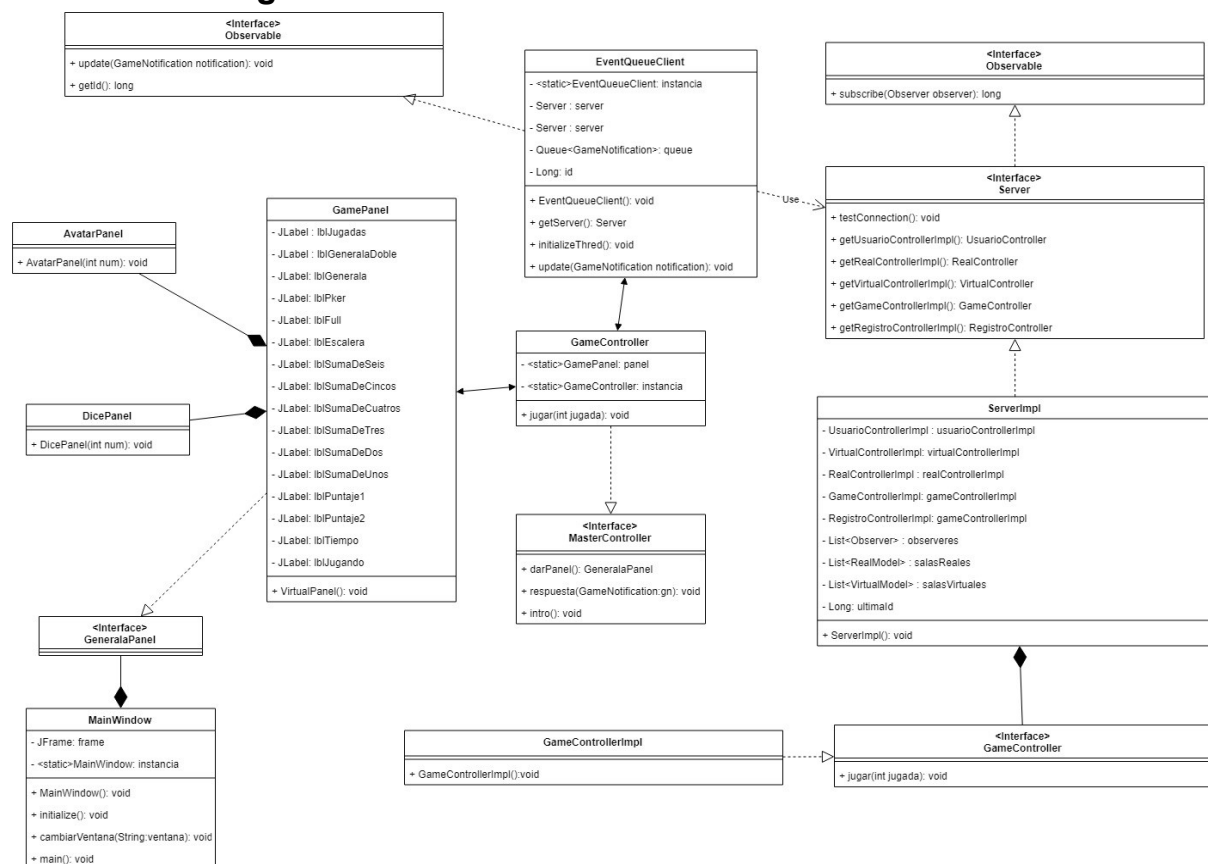 <Interface>
Observable
+ update(GameNotification notification): void
+ getId(): long
EventQueueClient
- <static>EventQueueClient: instancia
- Server : server
- Server : server
- Queue<GameNotification>: queue
- Long: id
+ EventQueueClient(): void
+ getServer(): Server
+ initializeThred(): void
+ update(GameNotification notification): void
<Interface>
Observable
+ subscribe(Observer observer): long
Use
<Interface>
Server
+ testConnection(): void
+ getUsuarioControllerImpl(): UsuarioController
+ getRealControllerImpl(): RealController
+ getVirtualControllerImpl(): VirtualController
+ getGameControllerImpl(): GameController
+ getRegistroControllerImpl(): RegistroController
AvatarPanel
+ AvatarPanel(int num): void
DicePanel
+ DicePanel(int num): void
GamePanel
- JLabel : lblJugadas
- JLabel : lblGeneralaDoble
- JLabel: lblGenerala
- JLabel: lblPker
- JLabel: lblFull
- JLabel: lblEscalera
- JLabel: lblSumaDeSeis
- JLabel: lblSumaDeCincos
- JLabel: lblSumaDeCuatros
- JLabel: lblSumaDeTres
- JLabel: lblSumaDeDos
- JLabel: lblSumaDeUnos
- JLabel: lblPuntaje1
- JLabel: lblPuntaje2
- JLabel: lblTiempo
- JLabel: lblJugando
+ VirtualPanel(): void
GameController
- <static>GamePanel: panel
- <static>GameController: instancia
+ jugar(int jugada): void
<Interface>
MasterController
+ darPanel(): GeneralaPanel
+ respuesta(GameNotification:gn): void
+ intro(): void
ServerImpl
- UsuarioControllerImpl : usuarioControllerImpl
- VirtualControllerImpl: virtualControllerImpl
- RealControllerImpl : realControllerImpl
- GameControllerImpl: gameControllerImpl
- RegistroControllerImpl: gameControllerImpl
- List<Observer> : observeres
- List<RealModel> : salasReales
- List<VirtualModel> : salasVirtuales
- Long: ultimaId
+ ServerImpl(): void
<Interface>
GeneralaPanel
MainWindow
- JFrame: frame
- <static>MainWindow: instancia
+ MainWindow(): void
+ initialize(): void
+ cambiarVentana(String:ventana): void
+ main(): void
GameControllerImpl
+ GameControllerImpl():void
<Interface>
GameController
+ jugar(int jugada): void